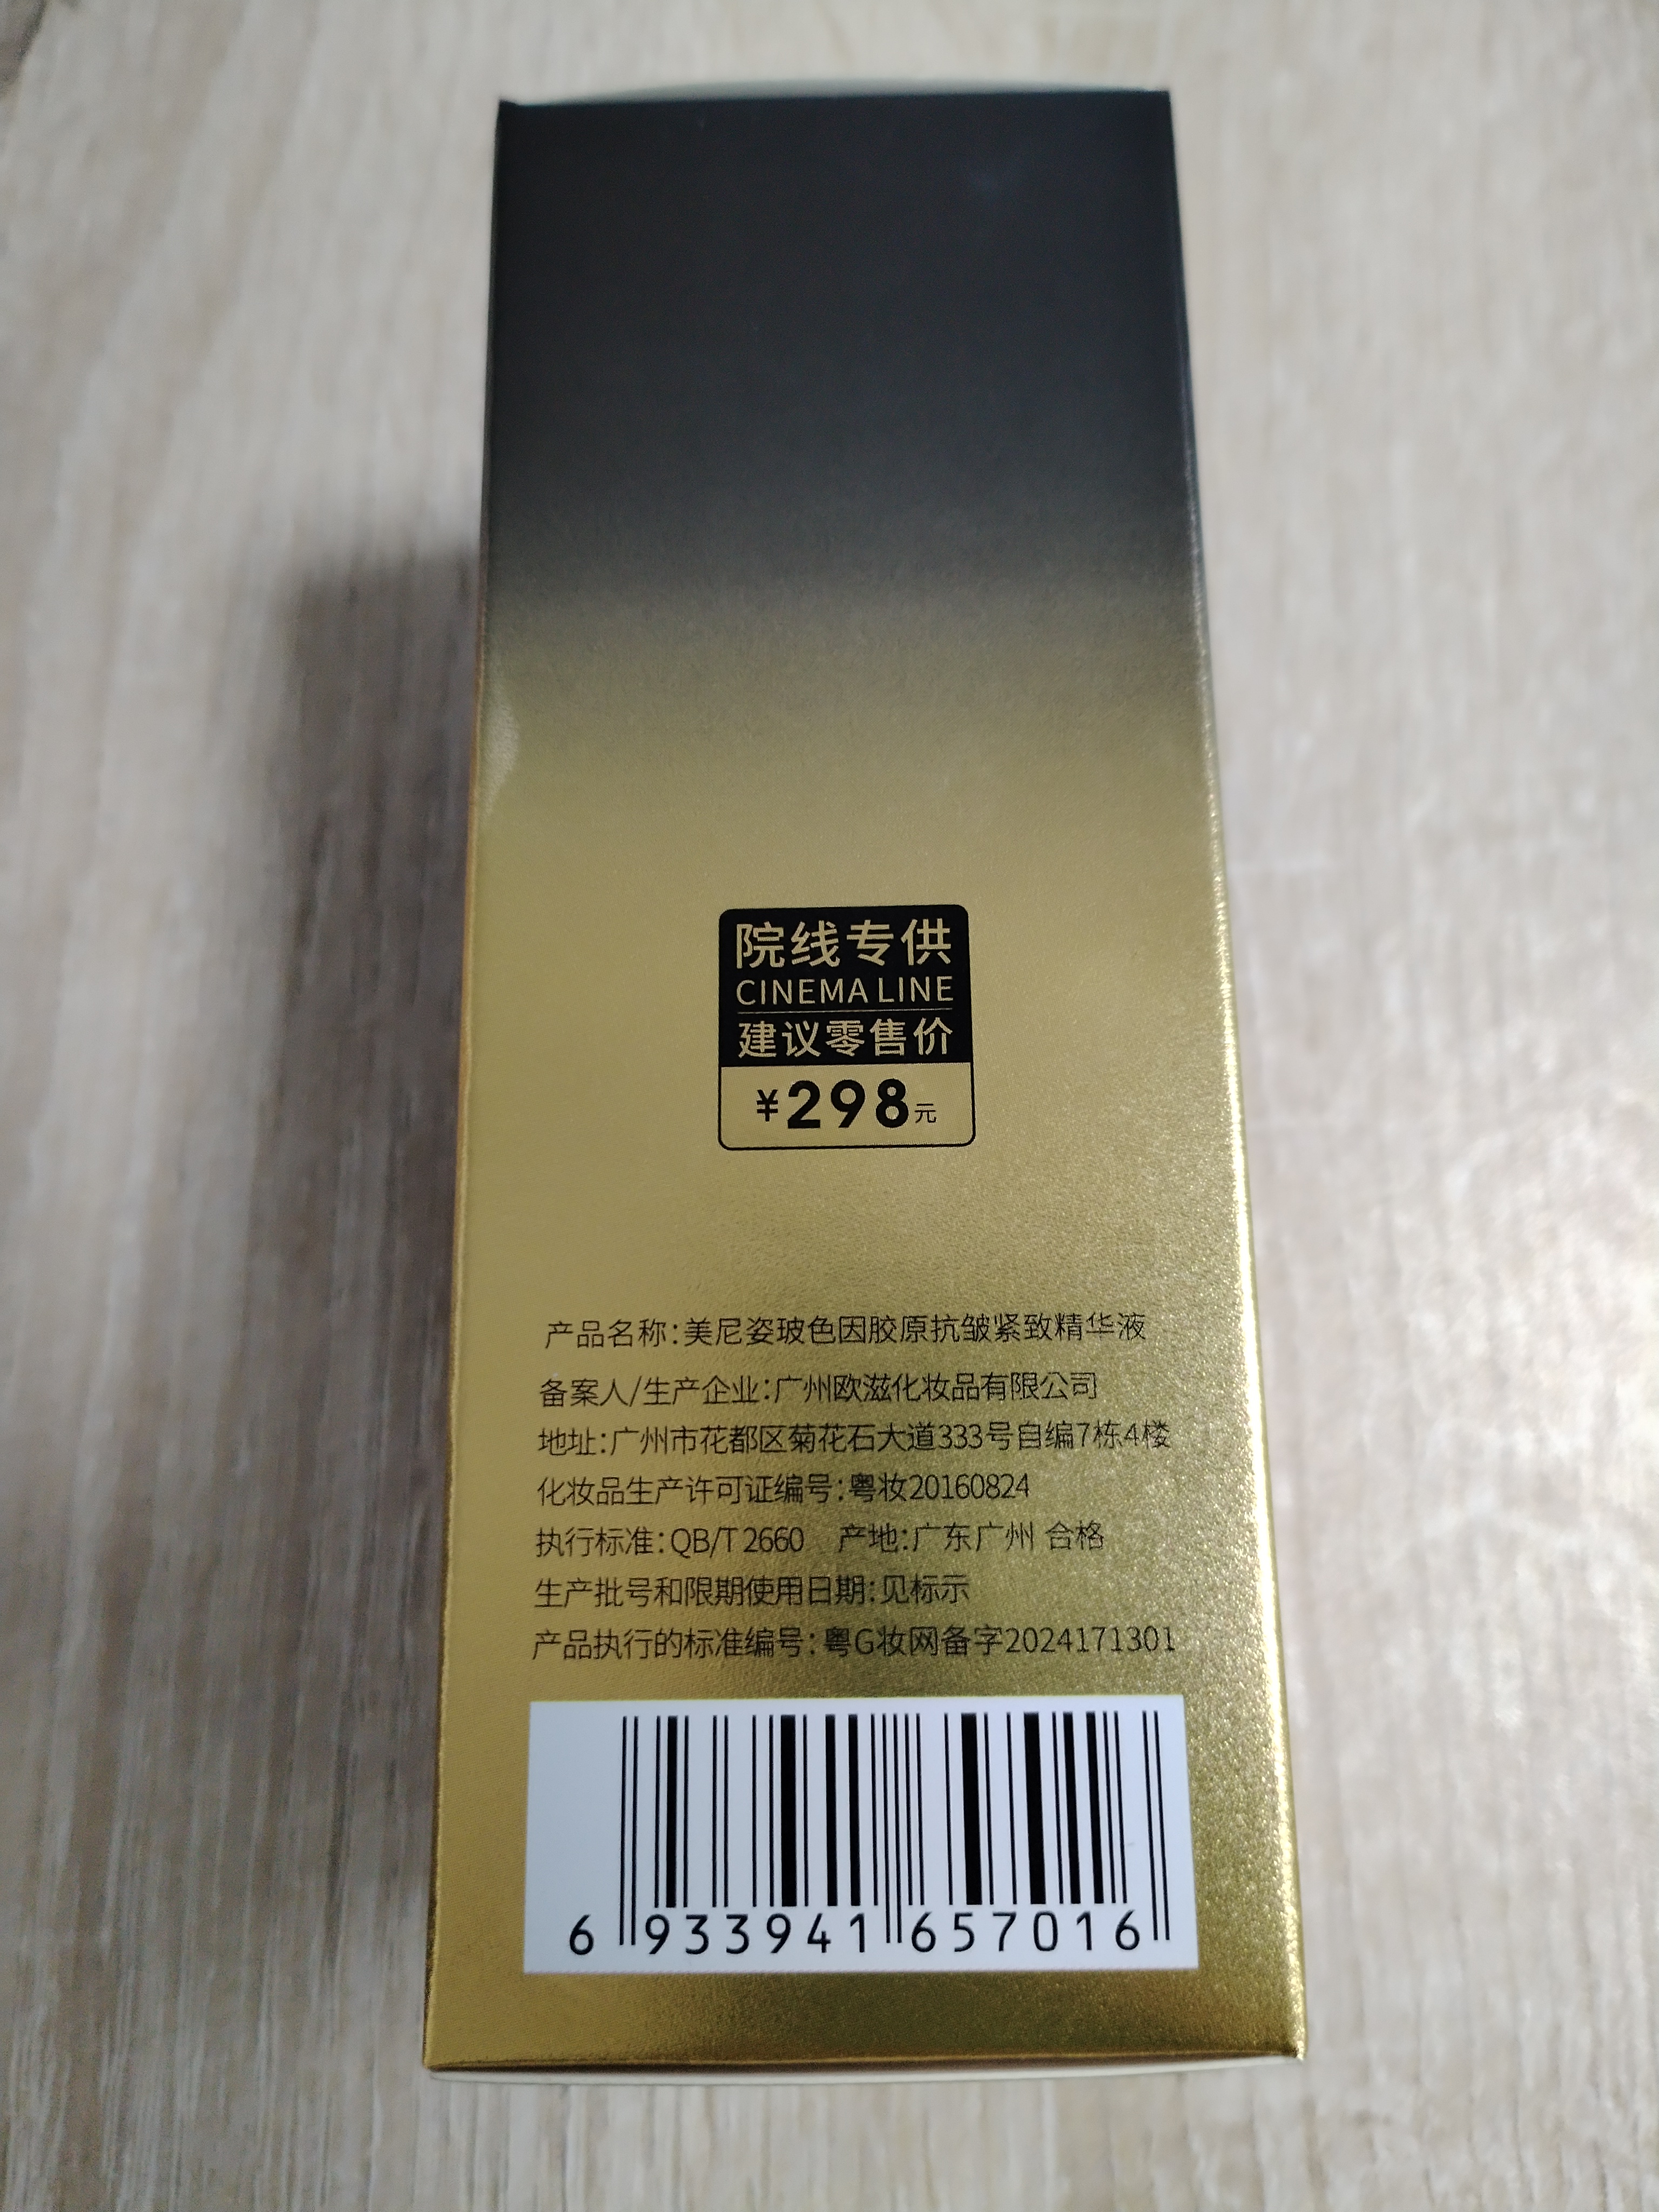 院线专供
CINEMA LINE
建议零售价
¥298元
产品名称:美尼姿玻色因胶原抗皱紧致精华液
备案人/生产企业:广州欧滋化妆品有限公司
地址:广州市花都区菊花石大道333号自编7栋4楼
化妆品生产许可证编号:粤妆20160824
执行标准:QB/T 2660 产地:广东广州 合格
生产批号和限期使用日期:见标示
产品执行的标准编号:粤G妆网备字2024171301
6 933941 657016